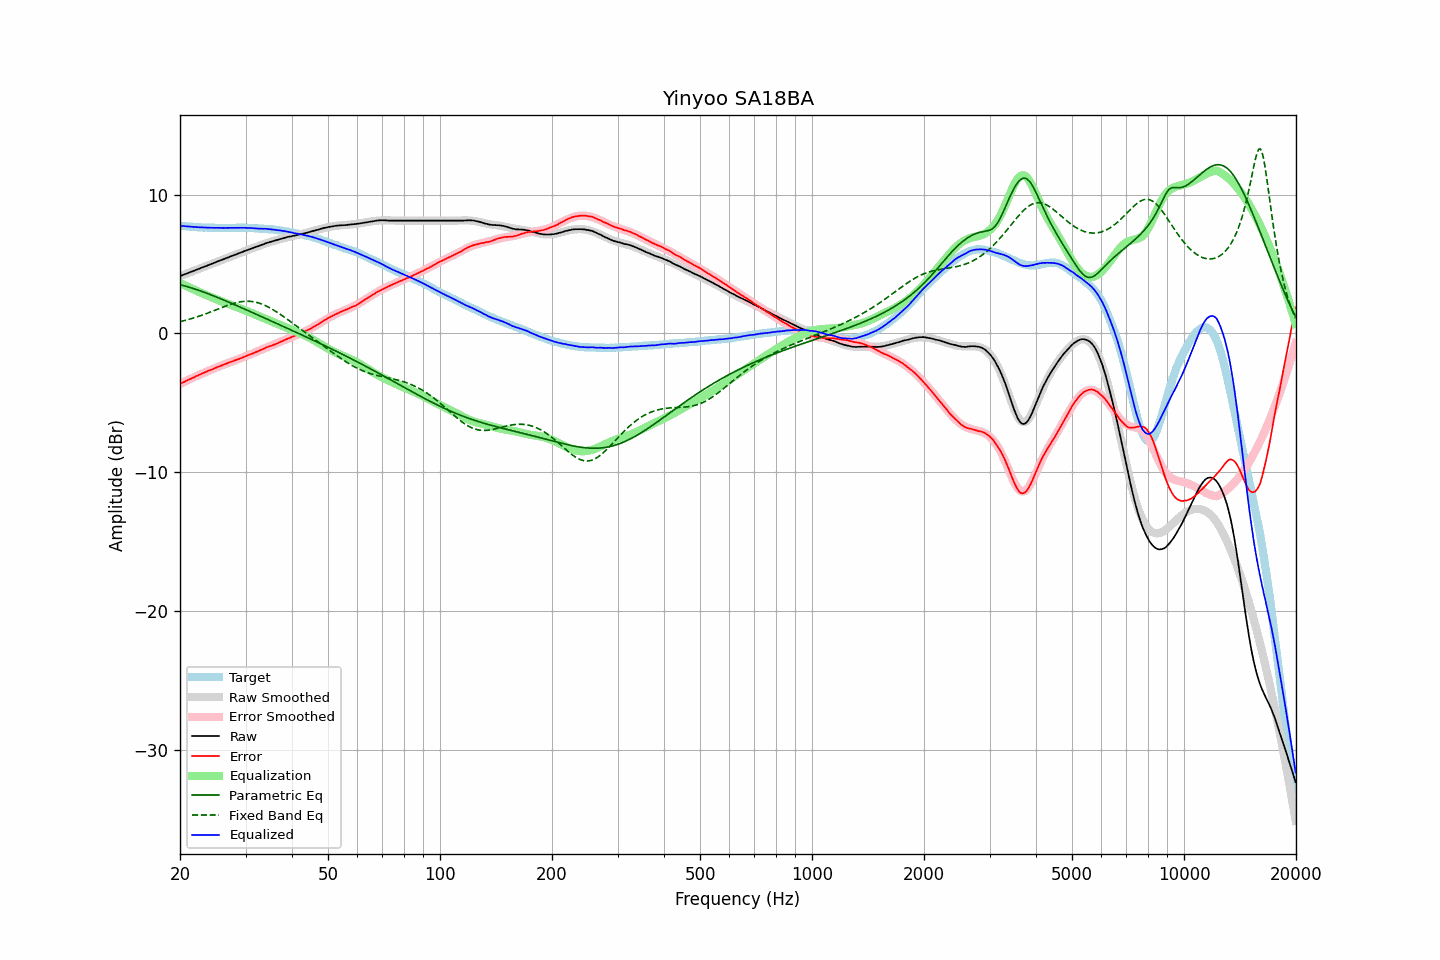 Yinyoo SA18BA
Amplitude (dBr)
10
0
−10
−20
−30
Target
Raw Smoothed
Error Smoothed
Raw
Error
Equalization
Parametric Eq
Fixed Band Eq
Equalized
20 50 100 200 500 1000 2000 5000 10000 20000
Frequency (Hz)